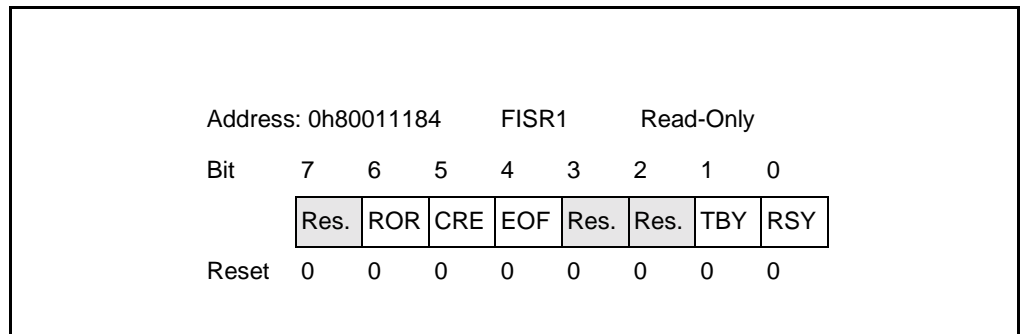 Address: 0h80011184 FISR1 Read-Only
Bit 7 6 5 4 3 2 1 0
Res. ROR CRE EOF Res. Res. TBY RSY
Reset 0 0 0 0 0 0 0 0